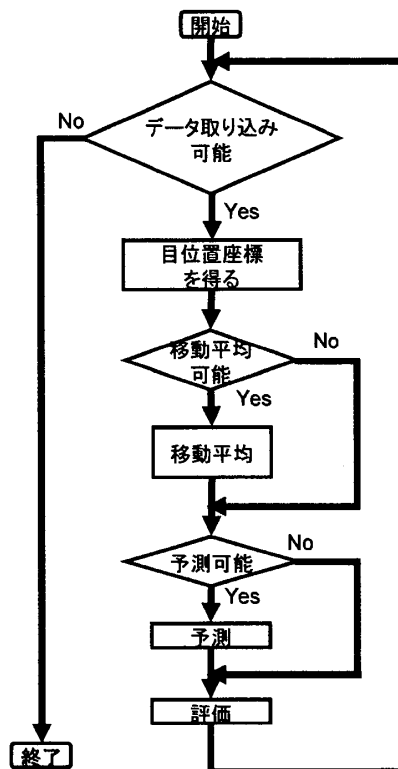 開始
データ取り込み
可能
No
Yes
目位置座標
を得る
移動平均
可能
No
Yes
移動平均
予測可能
No
Yes
予測
評価
終了